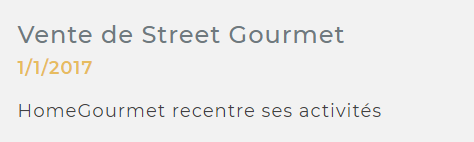 Vente de Street Gourmet
1/1/2017
HomeGourmet recentre ses activités